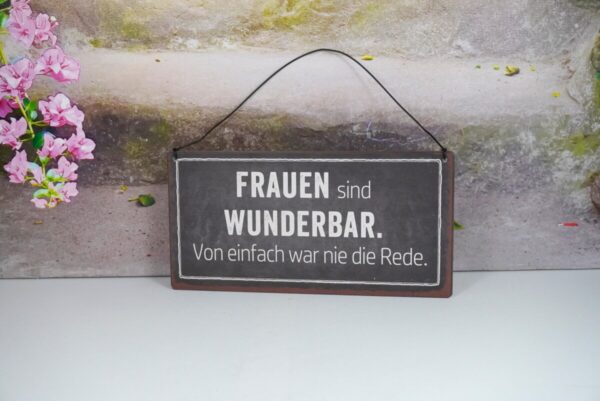 FRAUEN sind
WUNDERBAR.
Von einfach war nie die Rede.